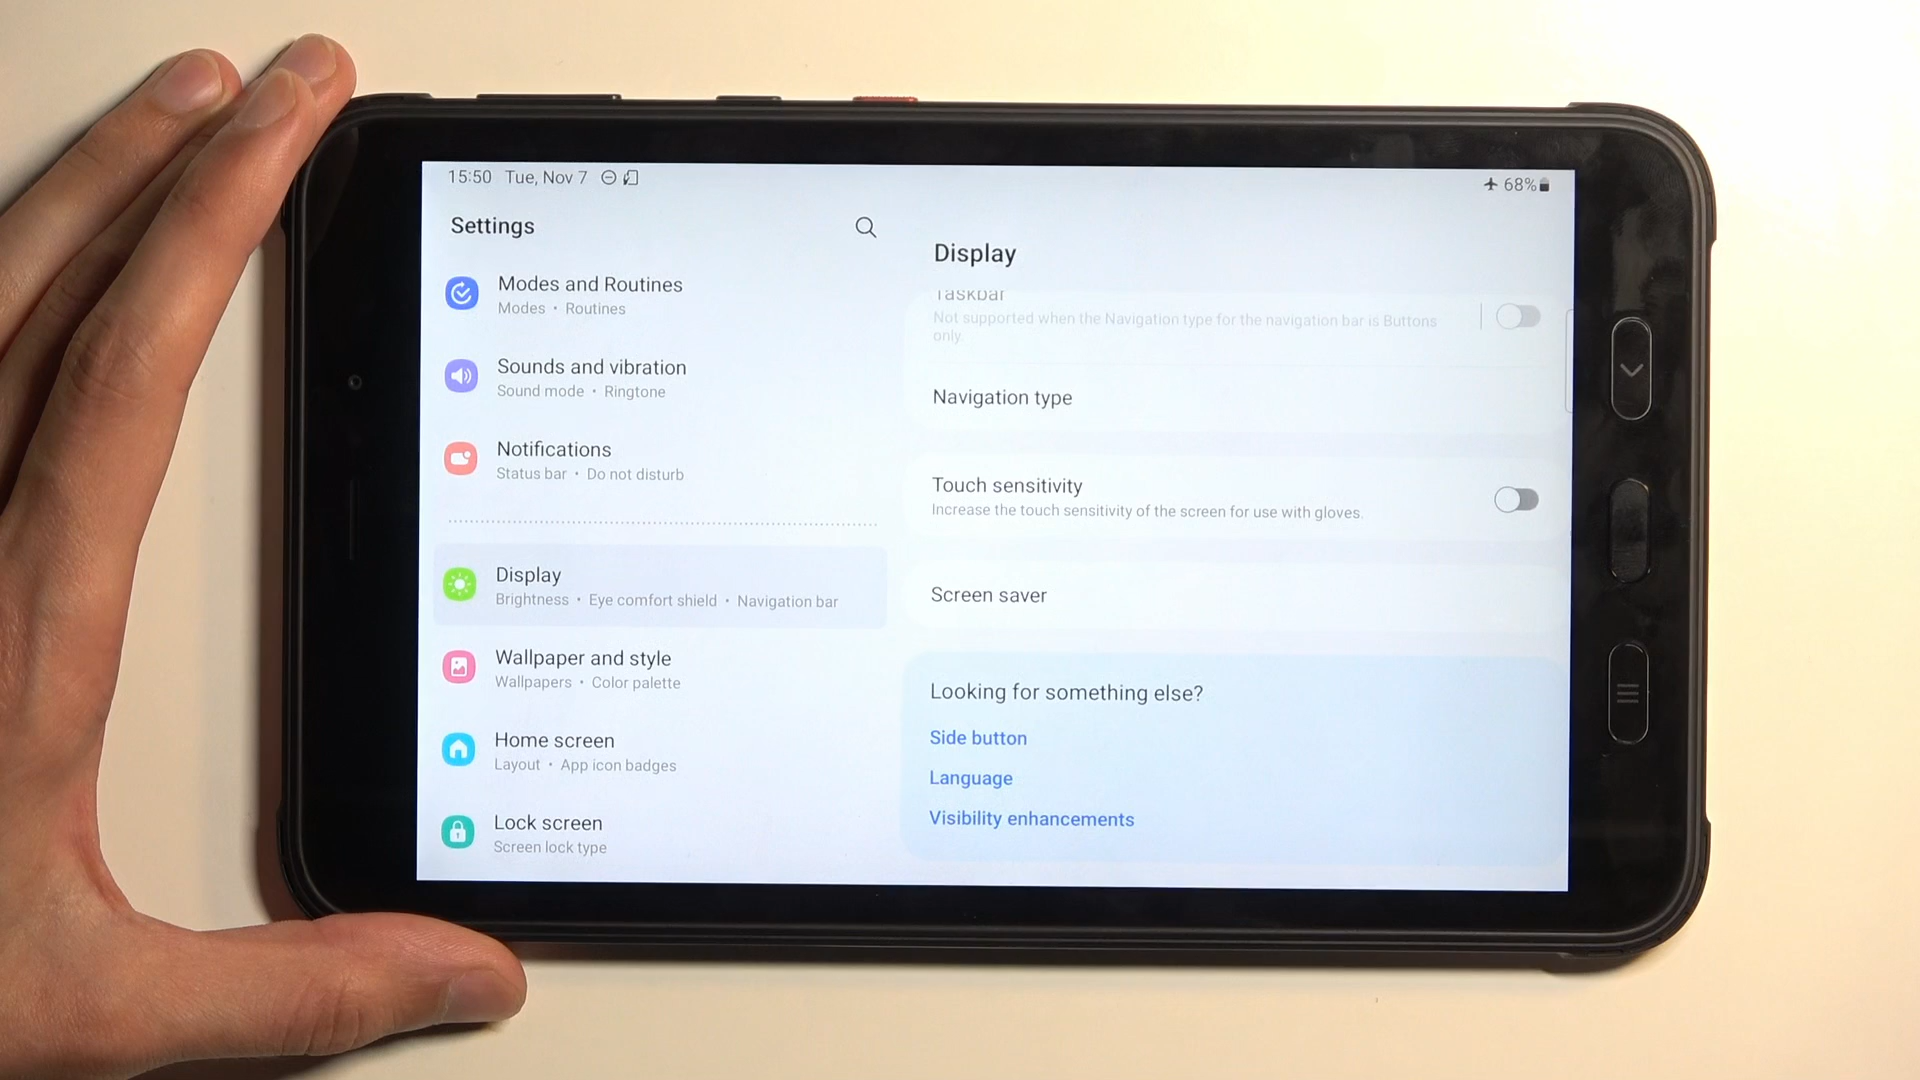 15:50 Tue, Nov 7
68%
Settings
Modes and Routines
Modes • Routines
Sounds and vibration
Sound mode • Ringtone
Notifications
Status bar • Do not disturb
Display
Brightness • Eye comfort shield • Navigation bar
Wallpaper and style
Wallpapers • Color palette
Home screen
Layout • App icon badges
Lock screen
Screen lock type
Display
Taskbar
Not supported when the Navigation type for the navigation bar is Buttons
only.
Navigation type
Touch sensitivity
Increase the touch sensitivity of the screen for use with gloves.
Screen saver
Looking for something else?
Side button
Language
Visibility enhancements